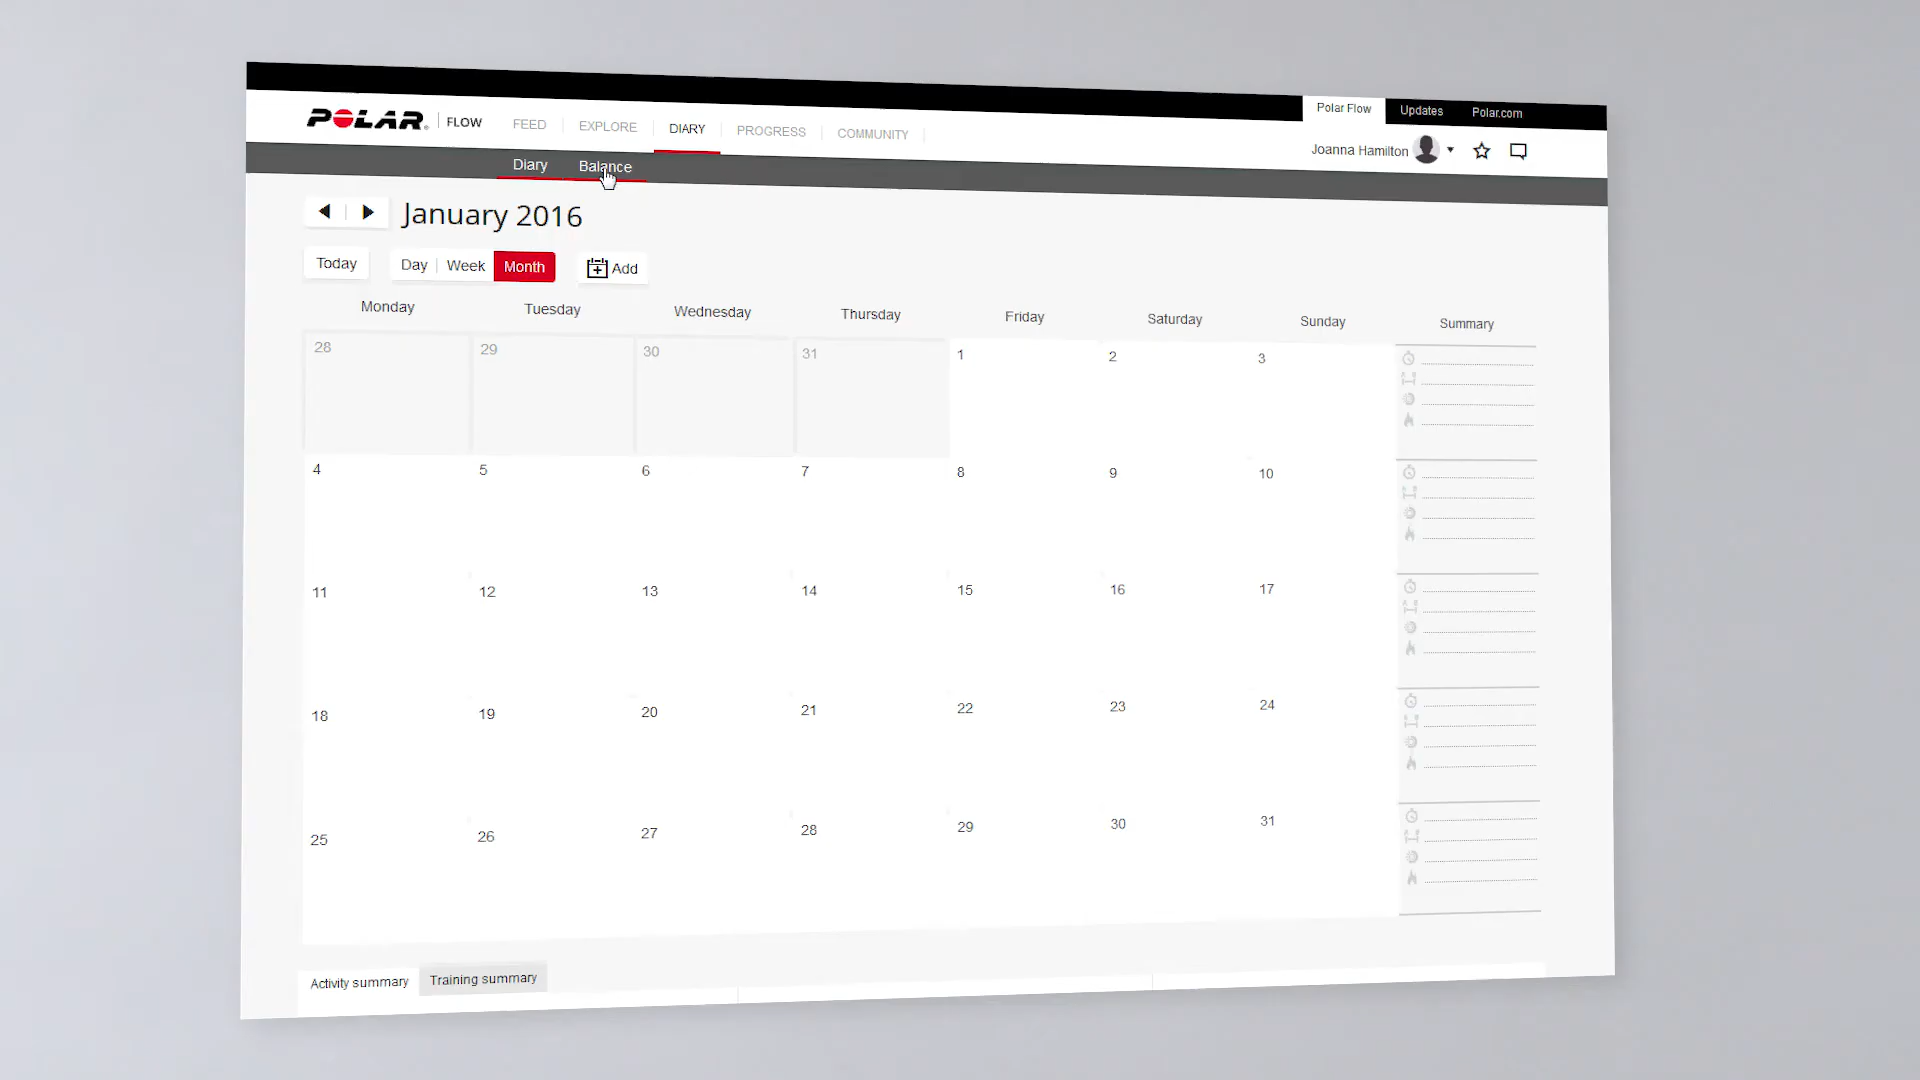 Polar Flow Updates Polar.com
POLAR FLOW FEED EXPLORE DIARY PROGRESS COMMUNITY Joanna Hamilton
Diary Balance
January 2016
Today Day Week Month Add
Monday Tuesday Wednesday Thursday Friday Saturday Sunday Summary
28 29 30 31 1 2 3
4 5 6 7 8 9 10
11 12 13 14 15 16 17
18 19 20 21 22 23 24
25 26 27 28 29 30 31
Activity summary Training summary